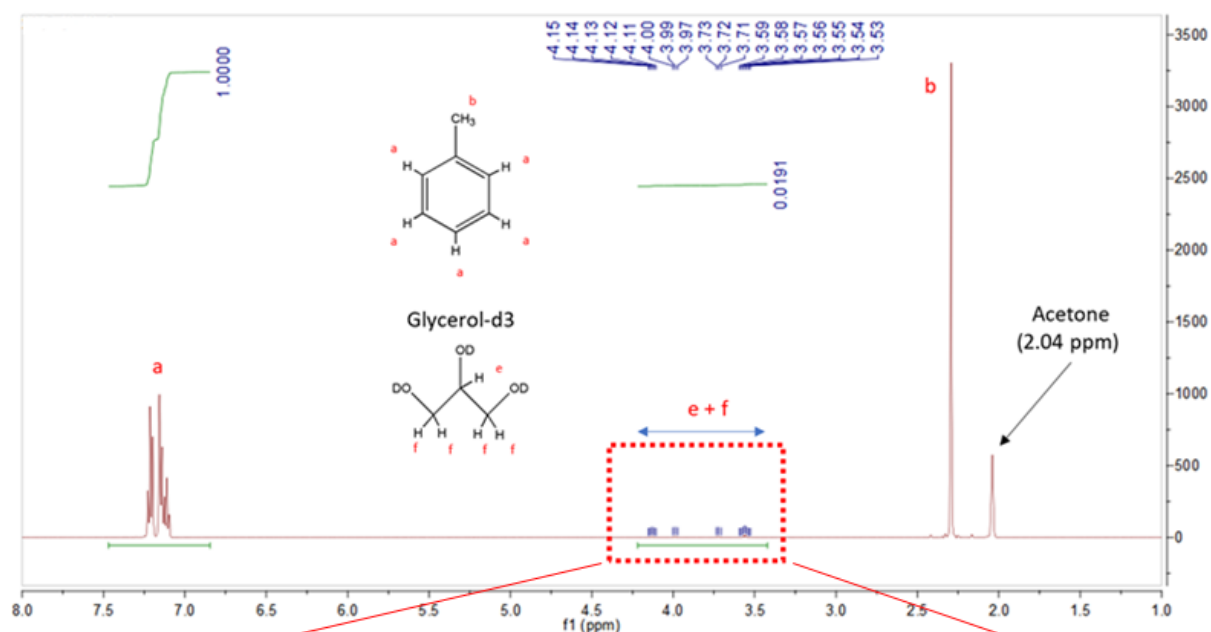 4.15
4.14
4.13
4.12
4.11
4.00
3.99
3.97
3.73
3.72
3.71
3.59
3.58
3.57
3.56
3.55
3.54
3.53
1.0000
b
CH₃
a
H
H
a
a
H
H
a
H
a
0.0191
b
3500
3000
2500
2000
1500
1000
500
0
Glycerol-d3
OD
e
DO
H
OD
H
H
H
H
f
f
f
f
a
e + f
Acetone
(2.04 ppm)
8.0 7.5 7.0 6.5 6.0 5.5 5.0 4.5 4.0 3.5 3.0 2.5 2.0 1.5 1.0
f1 (ppm)